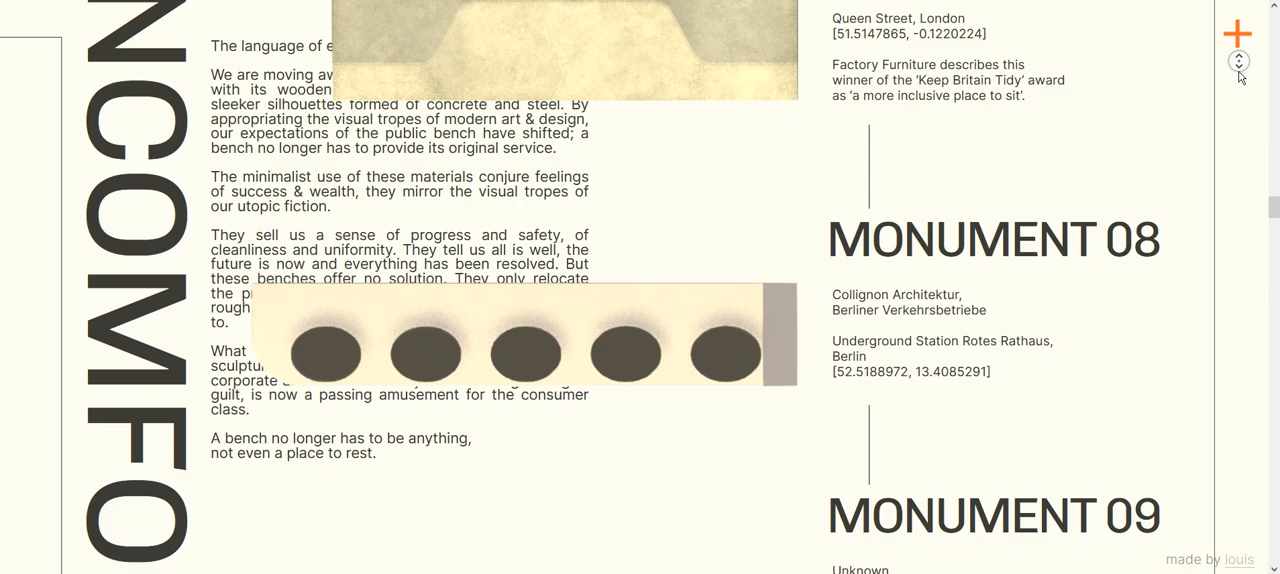 NCOMFO
The language of
We are moving
with its wooden
sleeker silhouettes formed of concrete and steel. By
appropriating the visual tropes of modern art & design,
our expectations of the public bench have shifted; a
bench no longer has to provide its original service.
The minimalist use of these materials conjure feelings
of success & wealth, they mirror the visual tropes of
our utopic fiction.
They sell us a sense of progress and safety, of
cleanliness and uniformity. They tell us all is well, the
future is now and everything has been resolved. But
these benches offer no solution. They only relocate
the
rough
to.
What
corporate
guilt, is now a passing amusement for the consumer
class.
A bench no longer has to be anything,
not even a place to rest.
Queen Street, London
[51.5147865, -0.1220224]
Factory Furniture describes this
winner of the ‘Keep Britain Tidy’ award
as ‘a more inclusive place to sit’.
MONUMENT 08
Collignon Architektur,
Berliner Verkehrsbetriebe
Underground Station Rotes Rathaus,
Berlin
[52.5188972, 13.4085291]
MONUMENT 09
Unknown
made by louis